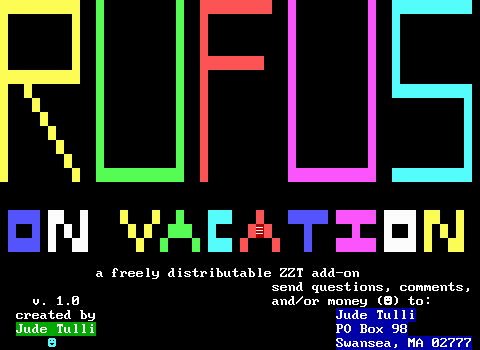 RUFUS
ON VACATION
a freely distributable ZZT add-on
send questions, comments,
and/or money (☻) to:
v. 1.0
created by
Jude Tulli
Jude Tulli
PO Box 98
Swansea, MA 02777